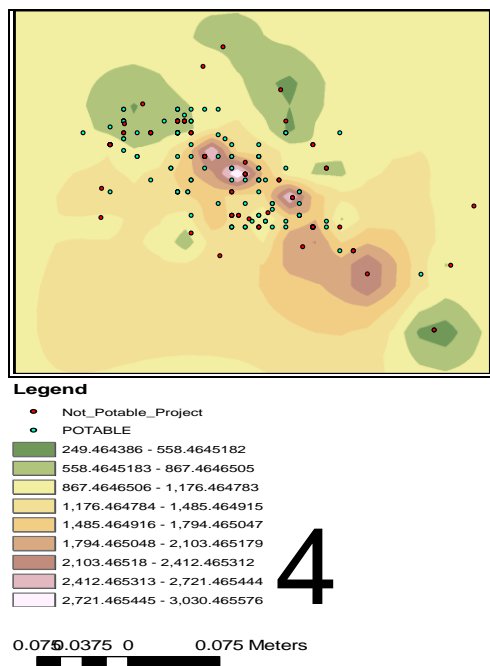 Legend
Not_Potable_Project
POTABLE
249.464386 - 558.4645182
558.4645183 - 867.4646505
867.4646506 - 1,176.464783
1,176.464784 - 1,485.464915
1,485.464916 - 1,794.465047
1,794.465048 - 2,103.465179
2,103.46518 - 2,412.465312
2,412.465313 - 2,721.465444
2,721.465445 - 3,030.465576
4
0.075 0.0375 0 0.075 Meters